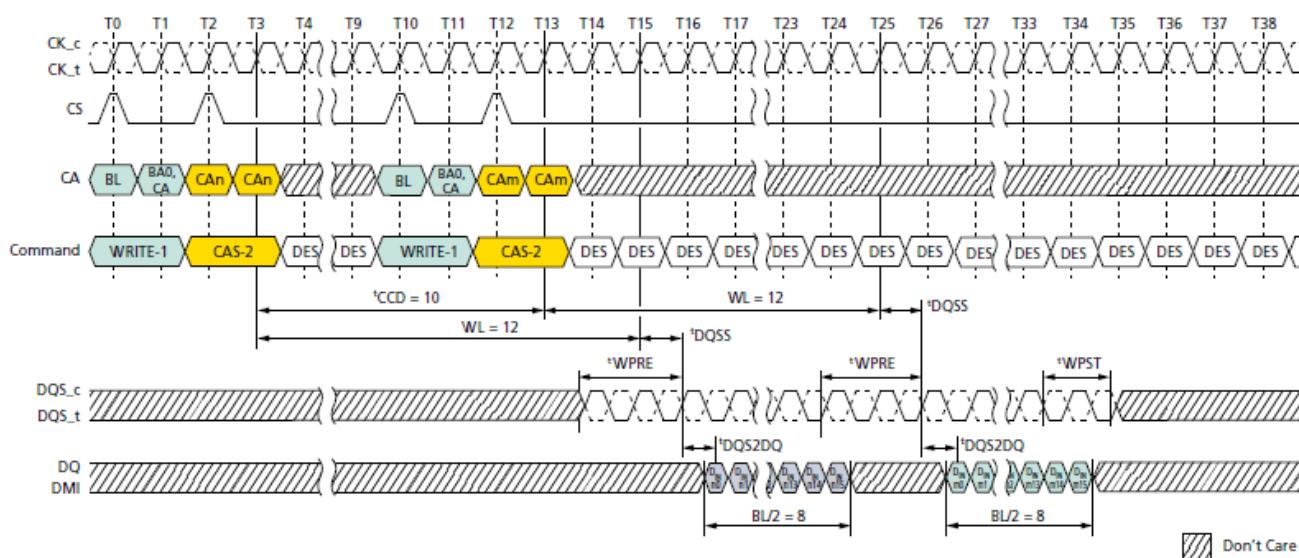 T0 T1 T2 T3 T4 T9 T10 T11 T12 T13 T14 T15 T16 T17 T23 T24 T25 T26 T27 T33 T34 T35 T36 T37 T38
CK_c
CK_t
CS
CA BL BA0, CA CAn CAn BL BA0, CA CAm CAm
Command WRITE-1 CAS-2 DES DES WRITE-1 CAS-2 DES DES DES DES DES DES DES DES DES DES DES DES DES DES DES
tCCD = 10 WL = 12 tDQSS
WL = 12 tDQSS
tWPRE tWPRE tWPST
DQS_c
DQS_t
tDQS2DQ tDQS2DQ
DQ
DMI
BL/2 = 8 BL/2 = 8
Don't Care